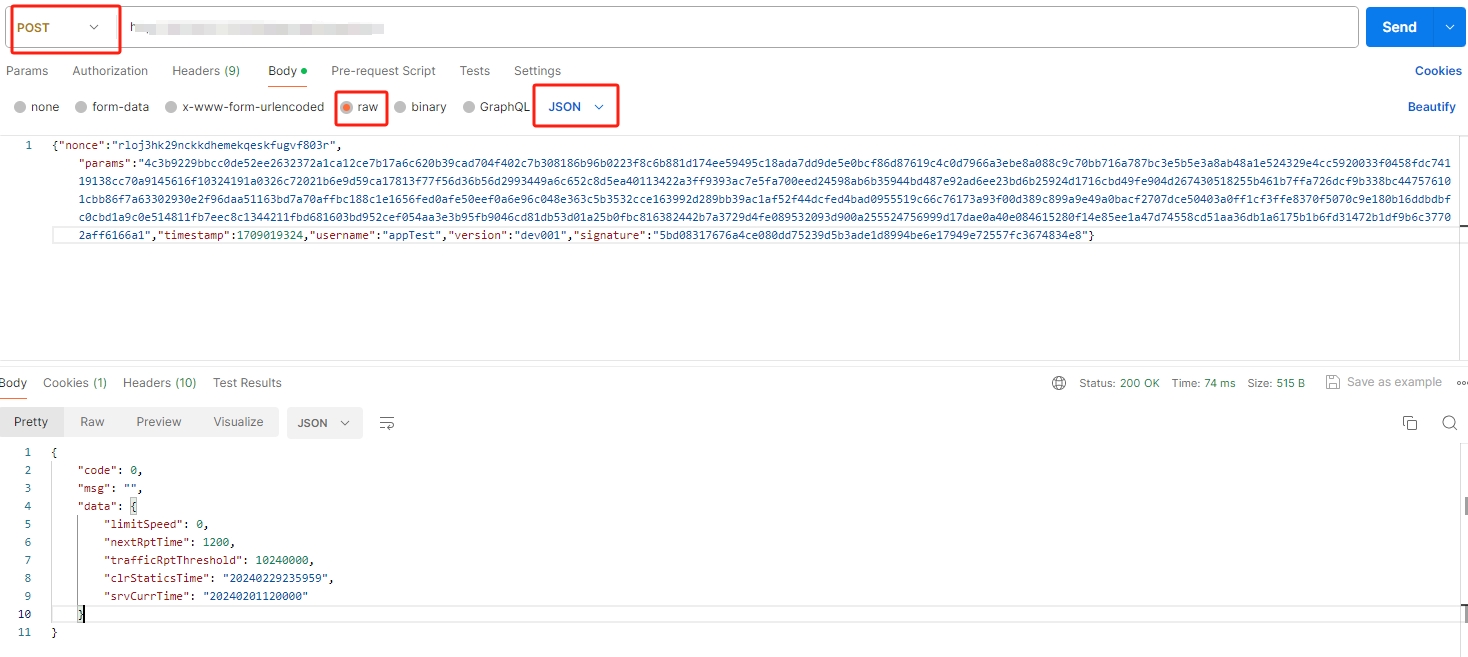 POST
Send
Params Authorization Headers (9) Body Pre-request Script Tests Settings Cookies
none form-data x-www-form-urlencoded raw binary GraphQL JSON Beautify
1 {"nonce":"rloj3hk29nckkdhemekqeskfugvf803r",
"params":"4c3b9229bbcc0de52ee2632372a1ca12ce7b17a6c620b39cad704f402c7b308186b96b0223f8c6b881d174ee59495c18ada7dd9de5e0bcf86d87619c4c0d7966a3ebe8a088c9c70bb716a787bc3e5b5e3a8ab48a1e524329e4cc5920033f0458fdc741
19138cc70a9145616f10324191a0326c72021b6e9d59ca17813f77f56d36b56d2993449a6c652c8d5ea40113422a3ff9393ac7e5fa700eed24598ab6b35944bd487e92ad6ee23bd6b25924d1716cbd49fe904d267430518255b461b7ffa726dcf9b338bc447576101
1cbb86f7a63302930e2f96daa51163bd7a70affbc188c1e1656fed0afe50eef0a6e96c048e363c5b3532cce163992d289bb39ac1af52f44dcfed4bad0955519c66c76173a93f00d389c899a9e49a0bacf2707dce50403a0ff1cf3ffe8370f5070c9e180b16ddbdbf
c0cbd1a9c0e514811fb7eec8c1344211fbd681603bd952cef054aa3e3b95fb9046cd81db53d01a25b0fbc816382442b7a3729d4fe089532093d900a255524756999d17dae0a40e084615280f14e85ee1a47d74558cd51aa36db1a6175b1b6fd31472b1df9b6c3770
2aff6166a1","timestamp":1709019324,"username":"appTest","version":"dev001","signature":"5bd08317676a4ce080dd75239d5b3ade1d8994be6e17949e72557fc3674834e8"}
Body Cookies (1) Headers (10) Test Results Status: 200 OK Time: 74 ms Size: 515 B Save as example
Pretty Raw Preview Visualize JSON
1 {
2 "code": 0,
3 "msg": "",
4 "data": {
5 "limitSpeed": 0,
6 "nextRptTime": 1200,
7 "trafficRptThreshold": 10240000,
8 "clrStaticsTime": "20240229235959",
9 "srvCurrTime": "20240201120000"
10 }
11 }